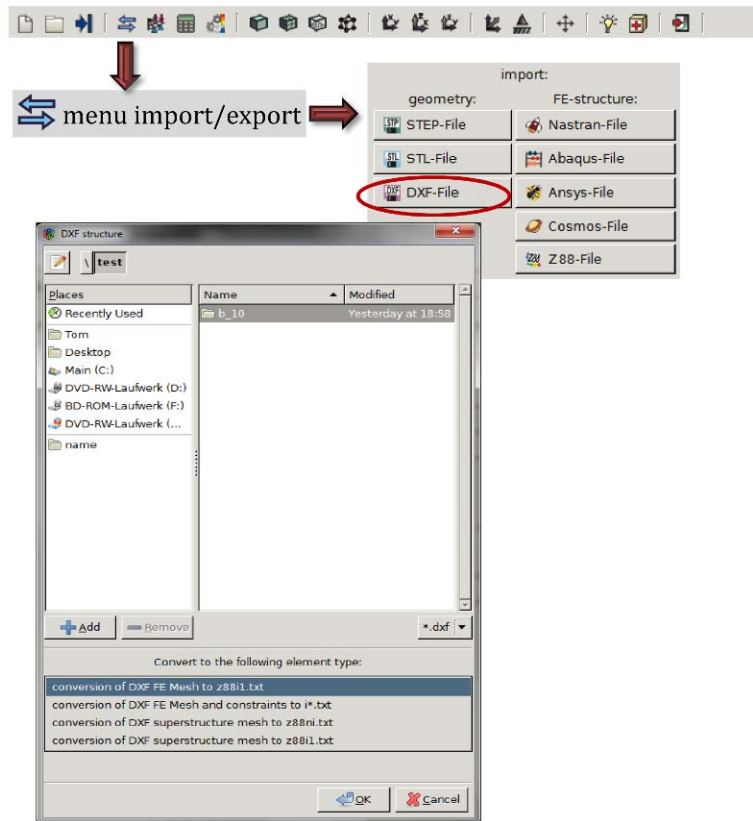 menu import/export
import:
geometry: FE-structure:
STEP-File Nastran-File
STL-File Abaqus-File
DXF-File Ansys-File
Cosmos-File
Z88-File
DXF structure
\ test
Places Name Modified
Recently Used b_10 Yesterday at 18:58
Tom
Desktop
Main (C:)
DVD-RW-Laufwerk (D:)
BD-ROM-Laufwerk (F:)
DVD-RW-Laufwerk (...
name
Add Remove *.dxf
Convert to the following element type:
conversion of DXF FE Mesh to z88i1.txt
conversion of DXF FE Mesh and constraints to i*.txt
conversion of DXF superstructure mesh to z88ni.txt
conversion of DXF superstructure mesh to z88i1.txt
OK Cancel